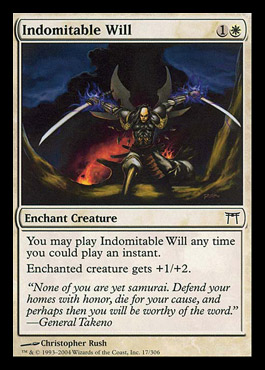 Indomitable Will 1
Enchant Creature
You may play Indomitable Will any time
you could play an instant.
Enchanted creature gets +1/+2.
“None of you are yet samurai. Defend your
homes with honor, die for your cause, and
perhaps then you will be worthy of the word.”
—General Takeno
Christopher Rush
™ & © 1993–2004 Wizards of the Coast, Inc. 17/306